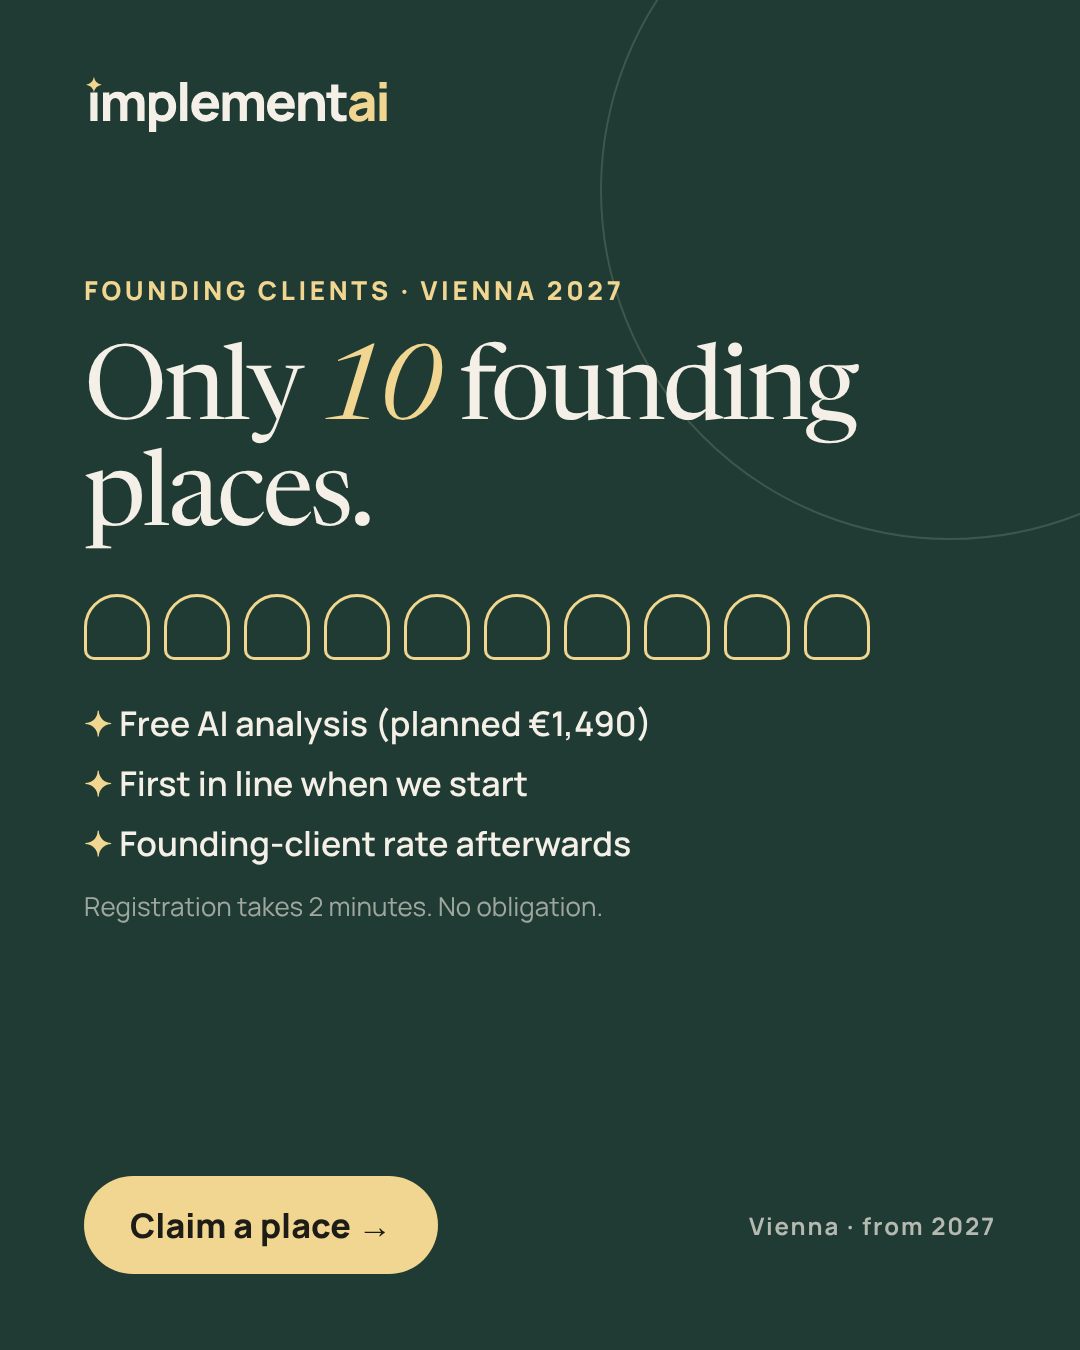 implementai
FOUNDING CLIENTS · VIENNA 2027
Only 10 founding
places.
✦ Free AI analysis (planned €1,490)
✦ First in line when we start
✦ Founding-client rate afterwards
Registration takes 2 minutes. No obligation.
Claim a place →
Vienna · from 2027